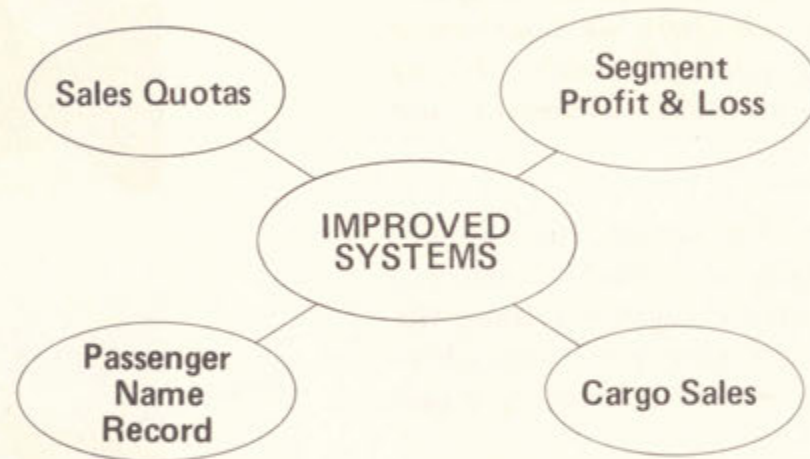 Sales Quotas
Segment
Profit & Loss
IMPROVED
SYSTEMS
Passenger
Name
Record
Cargo Sales